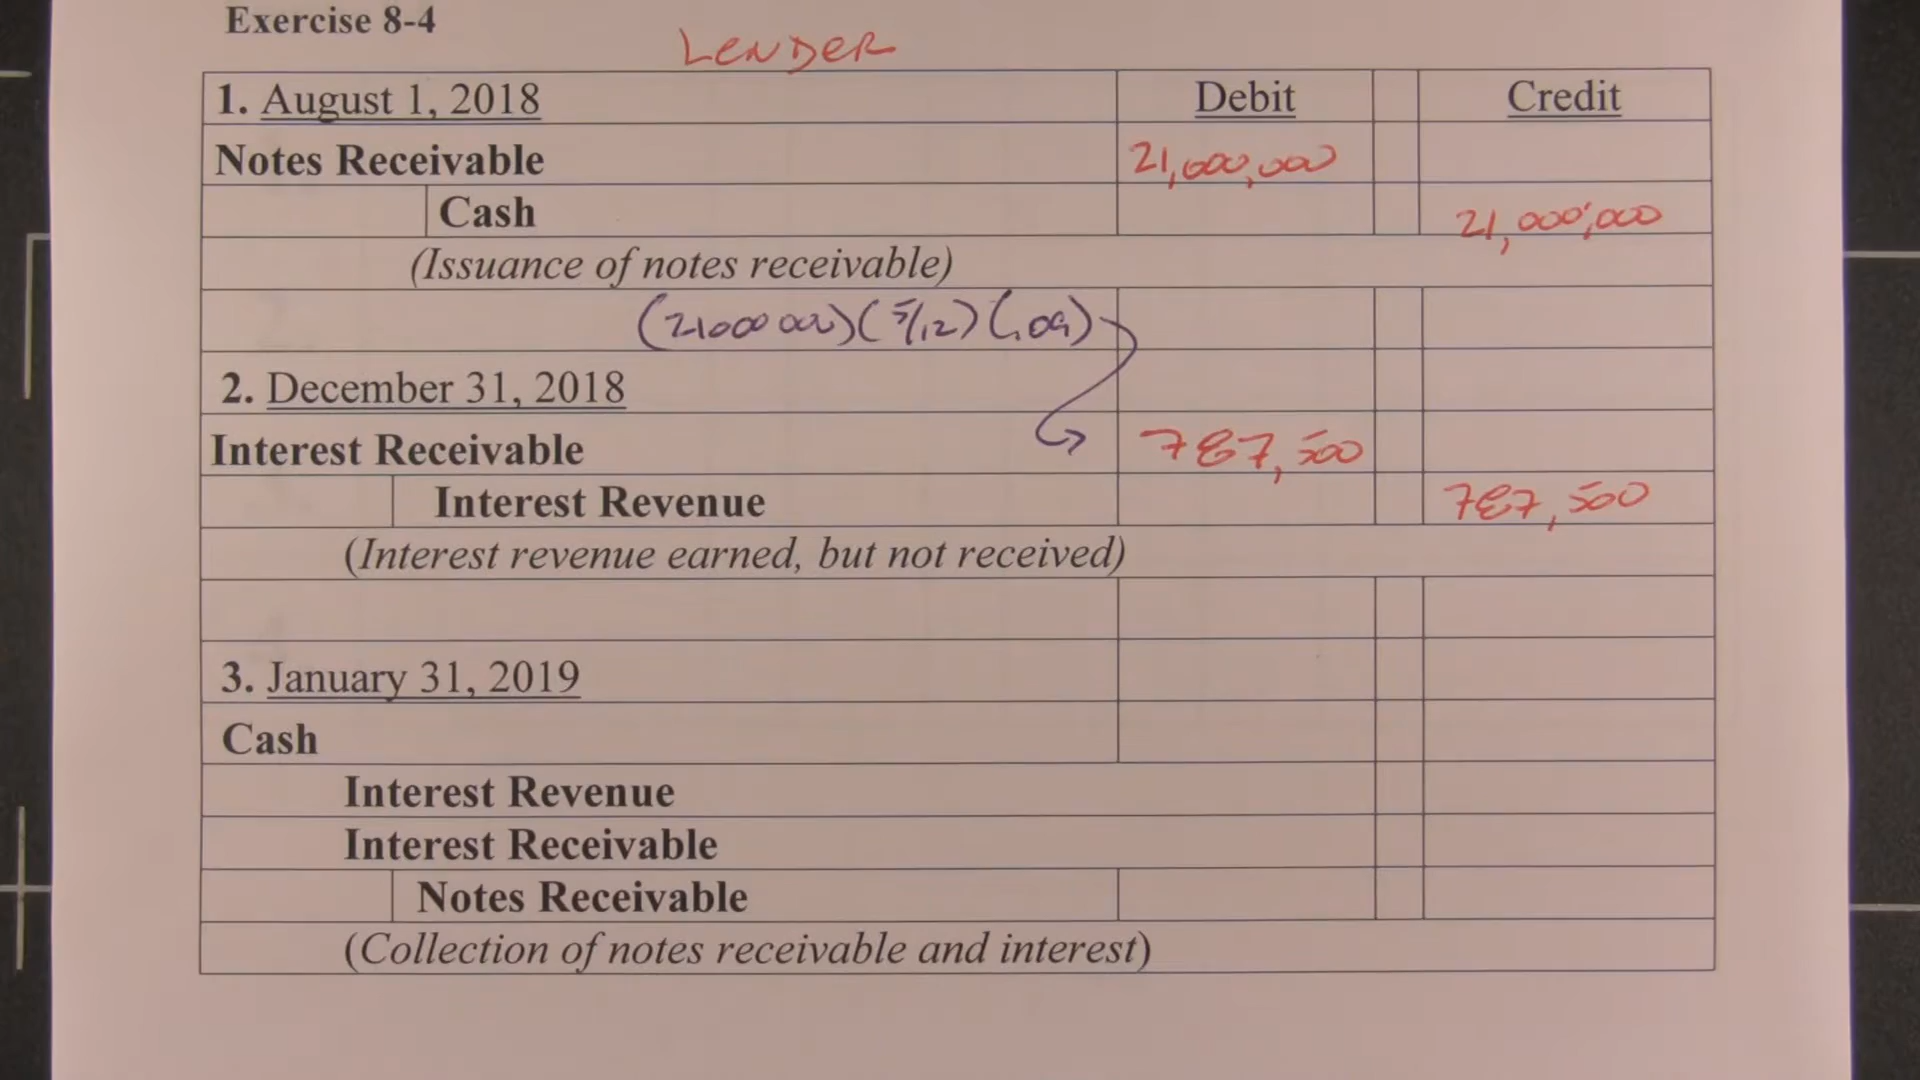 Exercise 8-4
LENDER
1. August 1, 2018 Debit Credit
Notes Receivable 21,000,000
Cash 21,000,000
(Issuance of notes receivable)
(21000 000)(5/12)(.09)
2. December 31, 2018
Interest Receivable 787,500
Interest Revenue 787,500
(Interest revenue earned, but not received)
3. January 31, 2019
Cash
Interest Revenue
Interest Receivable
Notes Receivable
(Collection of notes receivable and interest)